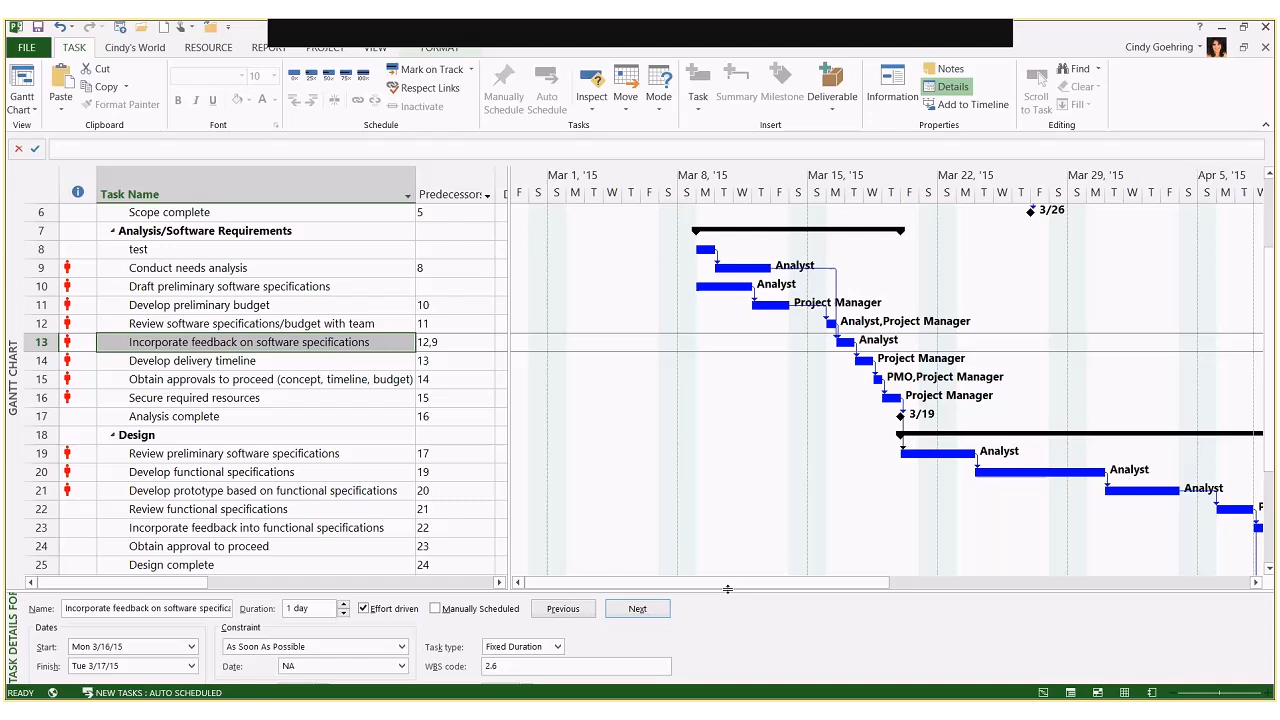 FILE TASK Cindy's World RESOURCE REPORT PROJECT VIEW FORMAT Cindy Goehring
Gantt Chart Paste Cut Copy Format Painter 10 B I U A 0% 25% 50% 75% 100% Mark on Track Respect Links Inactivate Manually Schedule Auto Schedule Inspect Move Mode Task Summary Milestone Deliverable Information Notes Details Add to Timeline Scroll to Task Find Clear Fill
View Clipboard Font Schedule Tasks Insert Properties Editing
Task Name Predecessors D
Mar 1, '15 Mar 8, '15 Mar 15, '15 Mar 22, '15 Mar 29, '15 Apr 5, '15
F S S M T W T F S S M T W T F S S M T W T F S S M T W T F S S M T W T F S S M T W
6 Scope complete 5 3/26
7 Analysis/Software Requirements
8 test
9 Conduct needs analysis 8 Analyst
10 Draft preliminary software specifications Analyst
11 Develop preliminary budget 10 Project Manager
12 Review software specifications/budget with team 11 Analyst,Project Manager
13 Incorporate feedback on software specifications 12,9 Analyst
14 Develop delivery timeline 13 Project Manager
15 Obtain approvals to proceed (concept, timeline, budget) 14 PMO,Project Manager
16 Secure required resources 15 Project Manager
17 Analysis complete 16 3/19
18 Design
19 Review preliminary software specifications 17 Analyst
20 Develop functional specifications 19 Analyst
21 Develop prototype based on functional specifications 20 Analyst
22 Review functional specifications 21
23 Incorporate feedback into functional specifications 22
24 Obtain approval to proceed 23
25 Design complete 24
GANTT CHART
Name: Incorporate feedback on software specifica Duration: 1 day Effort driven Manually Scheduled Previous Next
Dates Constraint
Start: Mon 3/16/15 As Soon As Possible Task type: Fixed Duration
Finish: Tue 3/17/15 Date: NA WBS code: 2.6
TASK DETAILS FO
READY NEW TASKS : AUTO SCHEDULED